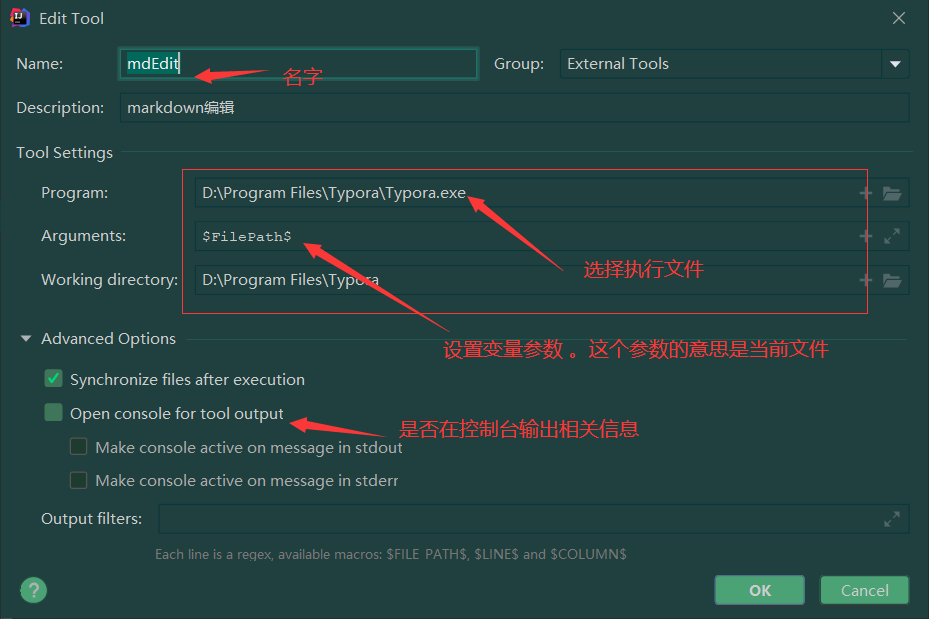 Edit Tool
Name: mdEdit 名字 Group: External Tools
Description: markdown编辑
Tool Settings
Program: D:\Program Files\Typora\Typora.exe
Arguments: $FilePath$
选择执行文件
Working directory: D:\Program Files\Typora
Advanced Options
设置变量参数 。这个参数的意思是当前文件
Synchronize files after execution
Open console for tool output
是否在控制台输出相关信息
Make console active on message in stdout
Make console active on message in stderr
Output filters:
Each line is a regex, available macros: $FILE_PATH$, $LINE$ and $COLUMN$
? OK Cancel